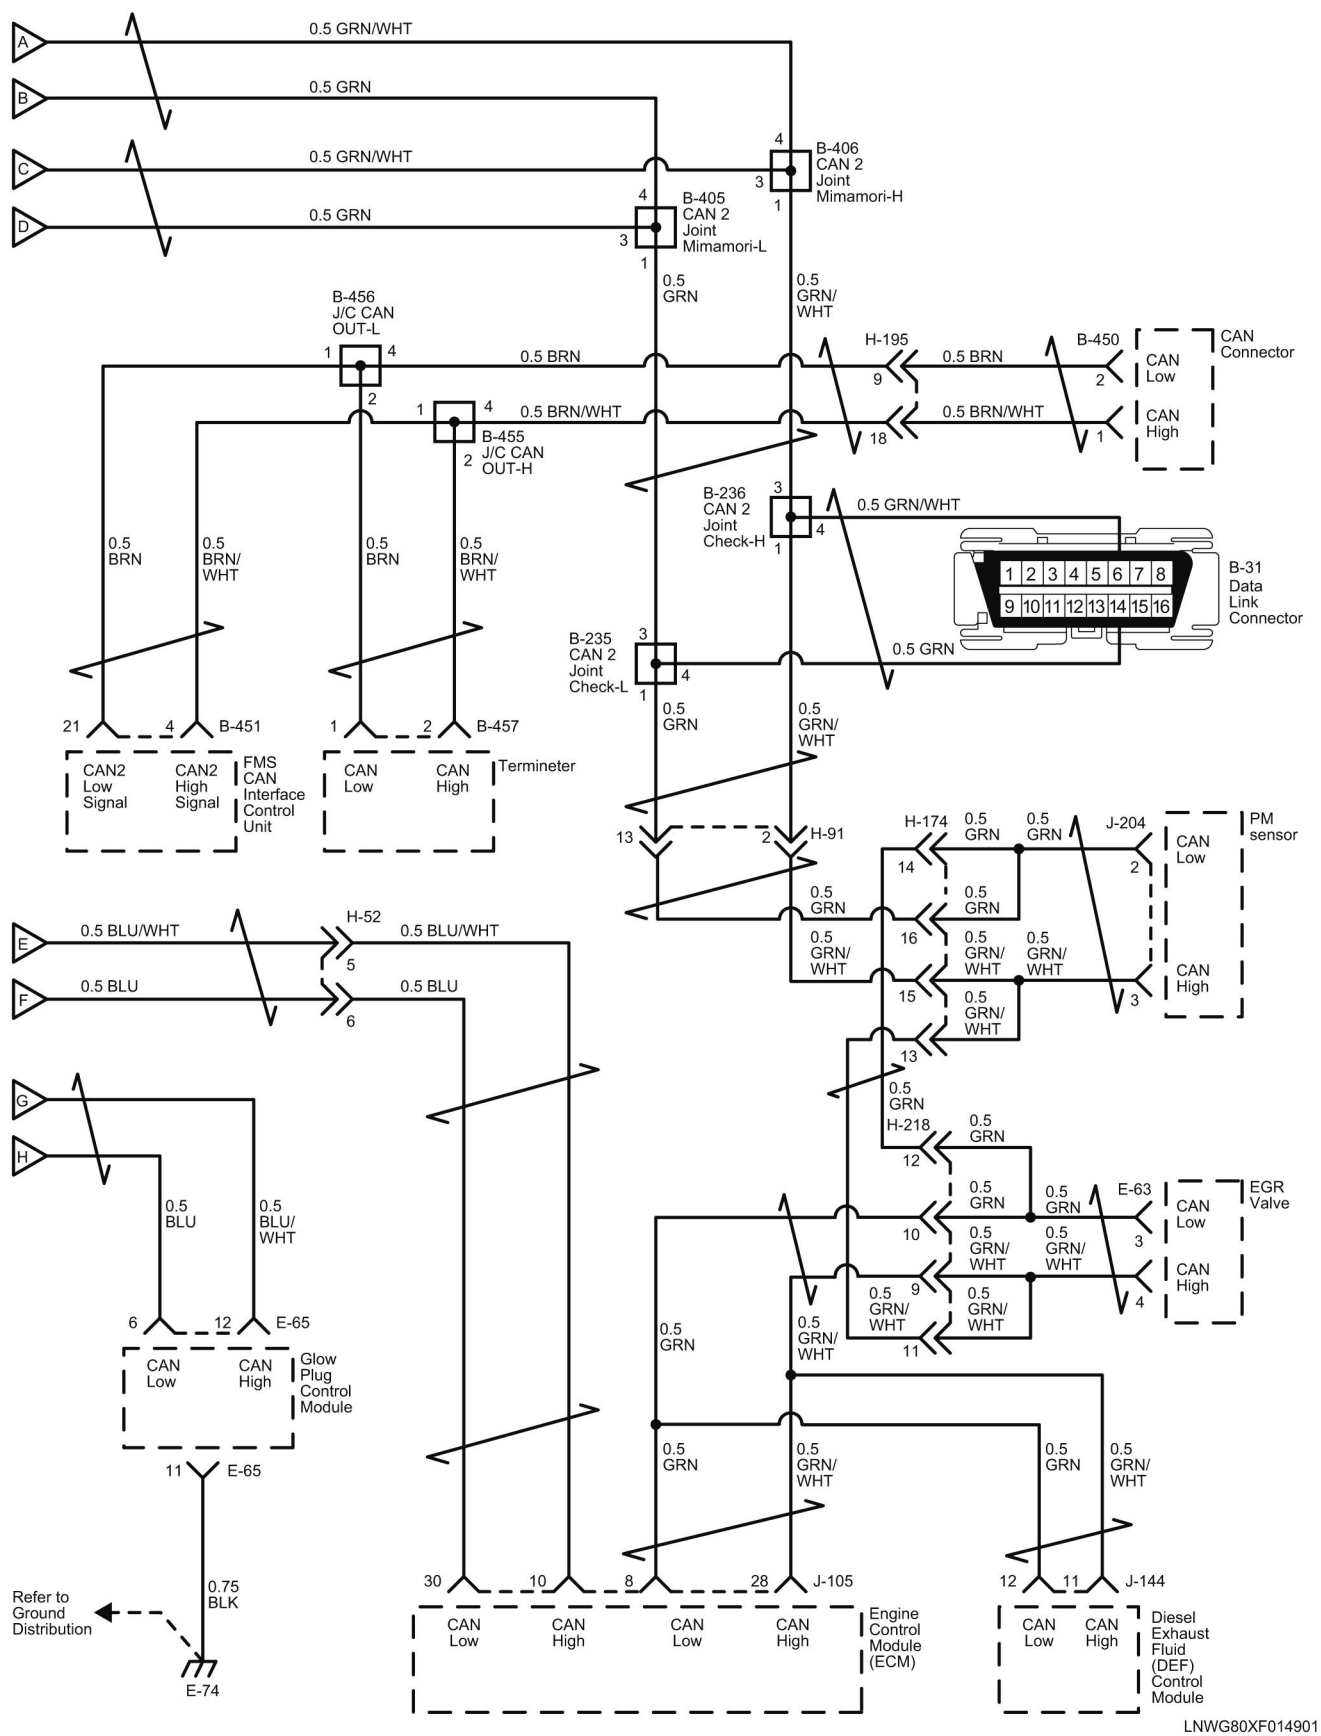 A
0.5 GRN/WHT
B
0.5 GRN
C
0.5 GRN/WHT
4
B-406
CAN 2
Joint
Mimamori-H
3
1
D
0.5 GRN
4
B-405
CAN 2
Joint
Mimamori-L
3
1
0.5
GRN
0.5
GRN/
WHT
B-456
J/C CAN
OUT-L
1
4
2
0.5 BRN
H-195
9
0.5 BRN
B-450
2
CAN
Low
CAN
Connector
1
4
0.5 BRN/WHT
B-455
J/C CAN
OUT-H
2
18
0.5 BRN/WHT
1
CAN
High
B-236
CAN 2
Joint
Check-H
3
4
1
0.5 GRN/WHT
0.5
BRN
0.5
BRN/
WHT
0.5
BRN
0.5
BRN/
WHT
1 2 3 4 5 6 7 8
9 10 11 12 13 14 15 16
B-31
Data
Link
Connector
B-235
CAN 2
Joint
Check-L
3
4
1
0.5 GRN
0.5
GRN
0.5
GRN/
WHT
21
4
B-451
1
2
B-457
CAN2
Low
Signal
CAN2
High
Signal
FMS
CAN
Interface
Control
Unit
CAN
Low
CAN
High
Termineter
13
2
H-91
H-174
14
0.5
GRN
0.5
GRN
J-204
2
CAN
Low
PM
sensor
0.5
GRN
16
0.5
GRN
0.5
GRN/
WHT
15
0.5
GRN/
WHT
0.5
GRN/
WHT
3
CAN
High
0.5
GRN/
WHT
13
E
0.5 BLU/WHT
H-52
5
0.5 BLU/WHT
F
0.5 BLU
6
0.5 BLU
0.5
GRN
G
H
H-218
12
0.5
GRN
0.5
BLU
0.5
BLU/
WHT
10
0.5
GRN
0.5
GRN
E-63
3
CAN
Low
EGR
Valve
9
0.5
GRN/
WHT
0.5
GRN/
WHT
4
CAN
High
0.5
GRN/
WHT
11
0.5
GRN/
WHT
0.5
GRN
0.5
GRN/
WHT
6
12
E-65
CAN
Low
CAN
High
Glow
Plug
Control
Module
11
E-65
0.5
GRN
0.5
GRN/
WHT
0.5
GRN
0.5
GRN/
WHT
0.75
BLK
Refer to
Ground
Distribution
E-74
30
10
8
28
J-105
CAN
Low
CAN
High
CAN
Low
CAN
High
Engine
Control
Module
(ECM)
12
11
J-144
CAN
Low
CAN
High
Diesel
Exhaust
Fluid
(DEF)
Control
Module
LNWG80XF014901